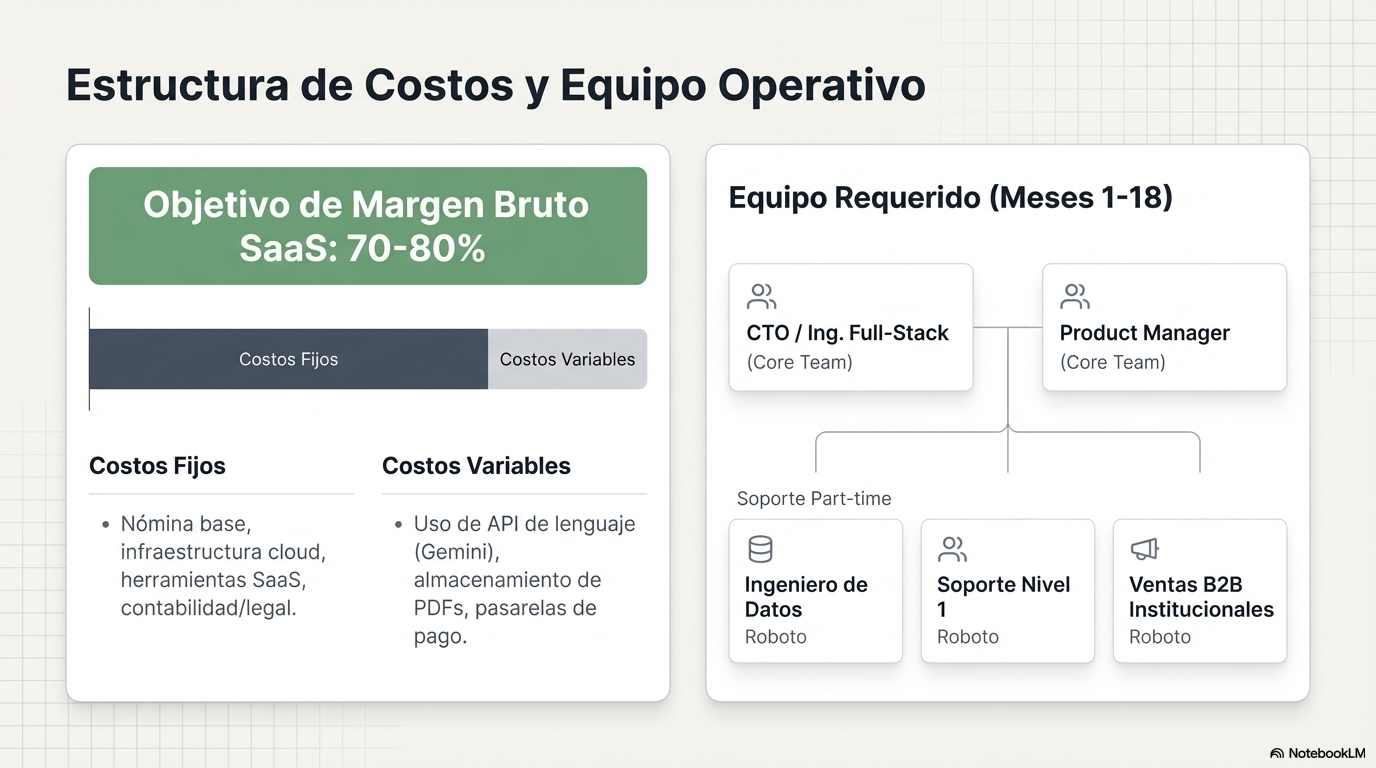 Estructura de Costos y Equipo Operativo
Objetivo de Margen Bruto
SaaS: 70-80%
Costos Fijos
Costos Variables
Costos Fijos
• Nómina base,
infraestructura cloud,
herramientas SaaS,
contabilidad/legal.
Costos Variables
• Uso de API de lenguaje
(Gemini),
almacenamiento de
PDFs, pasarelas de
pago.
Equipo Requerido (Meses 1-18)
CTO / Ing. Full-Stack
(Core Team)
Product Manager
(Core Team)
Soporte Part-time
Ingeniero de
Datos
Roboto
Soporte Nivel
1
Roboto
Ventas B2B
Institucionales
Roboto
NotebookLM